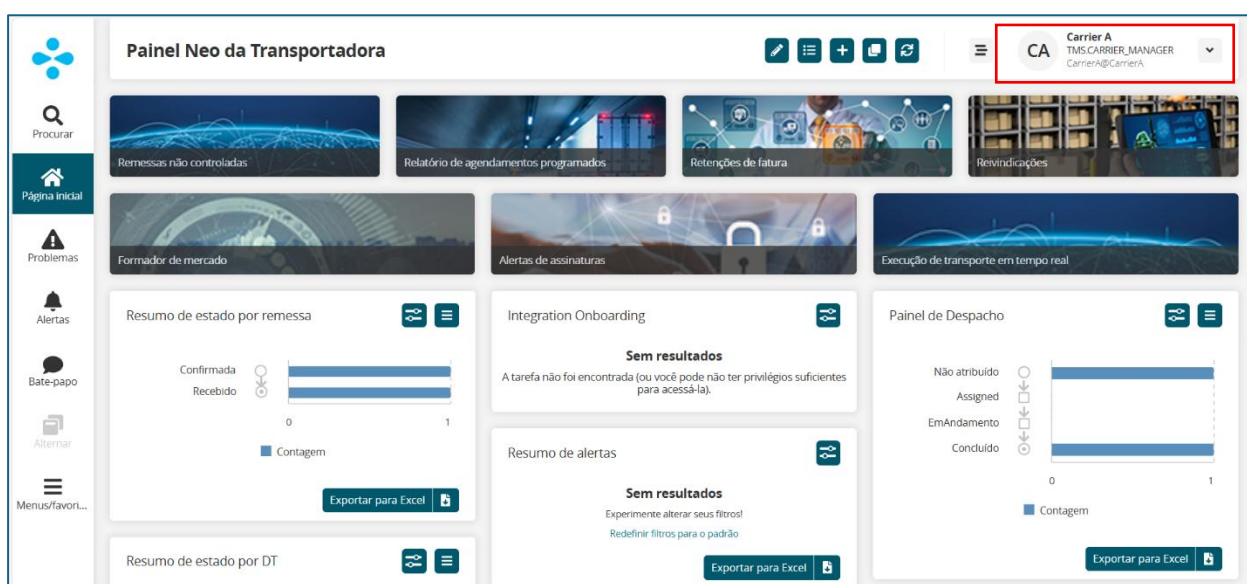 Painel Neo da Transportadora
CA
Carrier A
TMS.CARRIER_MANAGER
CarrierA@CarrierA
Procurar
Página inicial
Problemas
Alertas
Bate-papo
Alternar
Menus/favori...
Remessas não controladas
Relatório de agendamentos programados
Retenções de fatura
Reivindicações
Formador de mercado
Alertas de assinaturas
Execução de transporte em tempo real
Resumo de estado por remessa
Confirmada
Recebido
0 1
Contagem
Exportar para Excel
Resumo de estado por DT
Integration Onboarding
Sem resultados
A tarefa não foi encontrada (ou você pode não ter privilégios suficientes
para acessá-la).
Resumo de alertas
Sem resultados
Experimente alterar seus filtros!
Redefinir filtros para o padrão
Exportar para Excel
Painel de Despacho
Não atribuído
Assigned
EmAndamento
Concluído
0 1
Contagem
Exportar para Excel